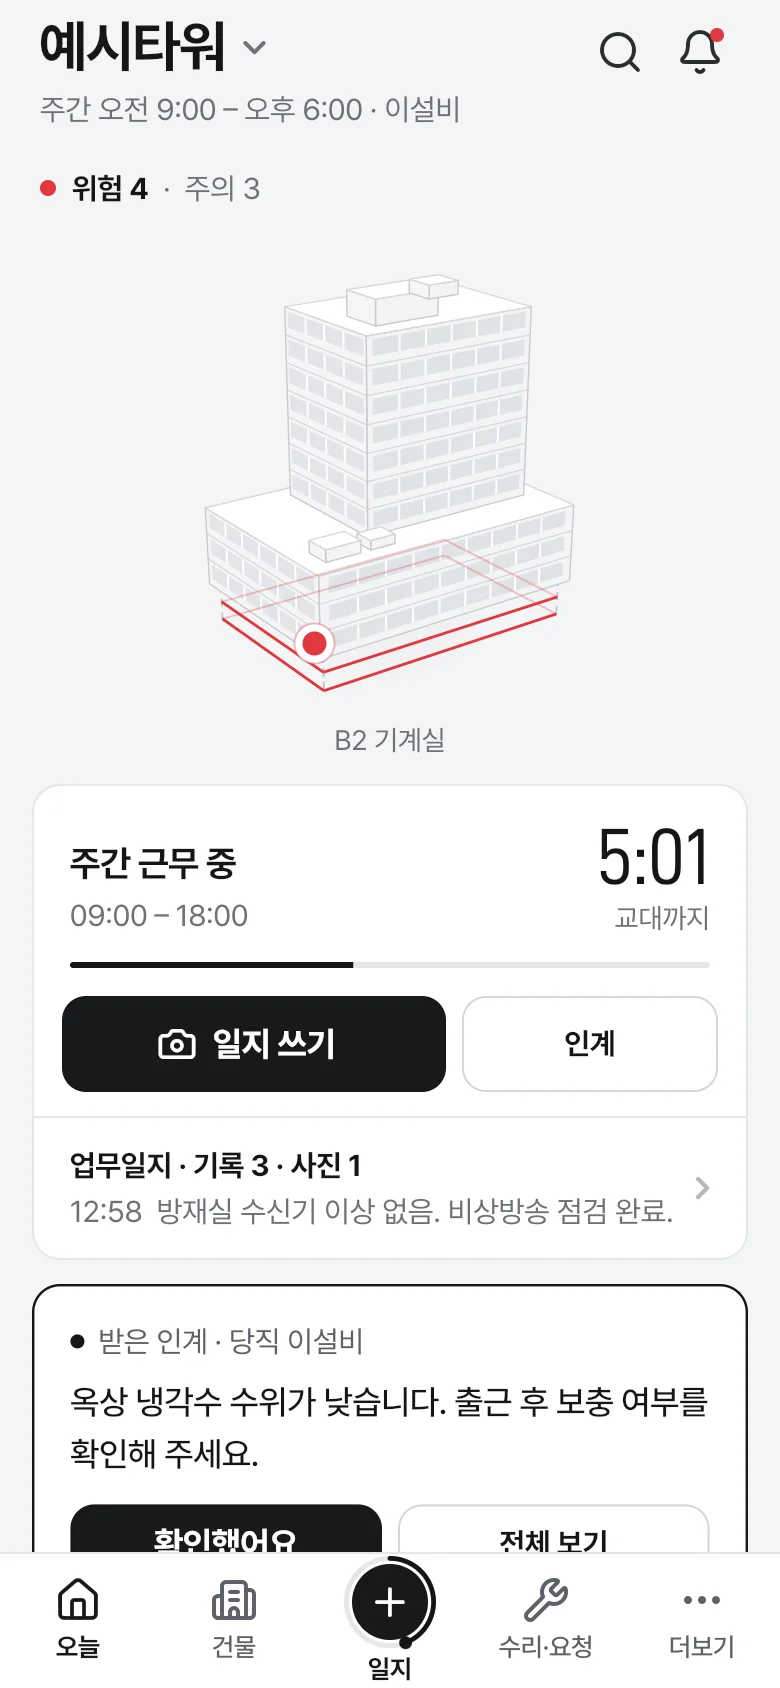 예시타워
주간 오전 9:00 – 오후 6:00 · 이설비
위험 4 · 주의 3
B2 기계실
주간 근무 중
5:01
09:00 – 18:00
교대까지
일지 쓰기
인계
업무일지 · 기록 3 · 사진 1
12:58 방재실 수신기 이상 없음. 비상방송 점검 완료.
받은 인계 · 당직 이설비
옥상 냉각수 수위가 낮습니다. 출근 후 보충 여부를
확인해 주세요.
확인했어요
전체 보기
오늘
건물
일지
수리·요청
더보기